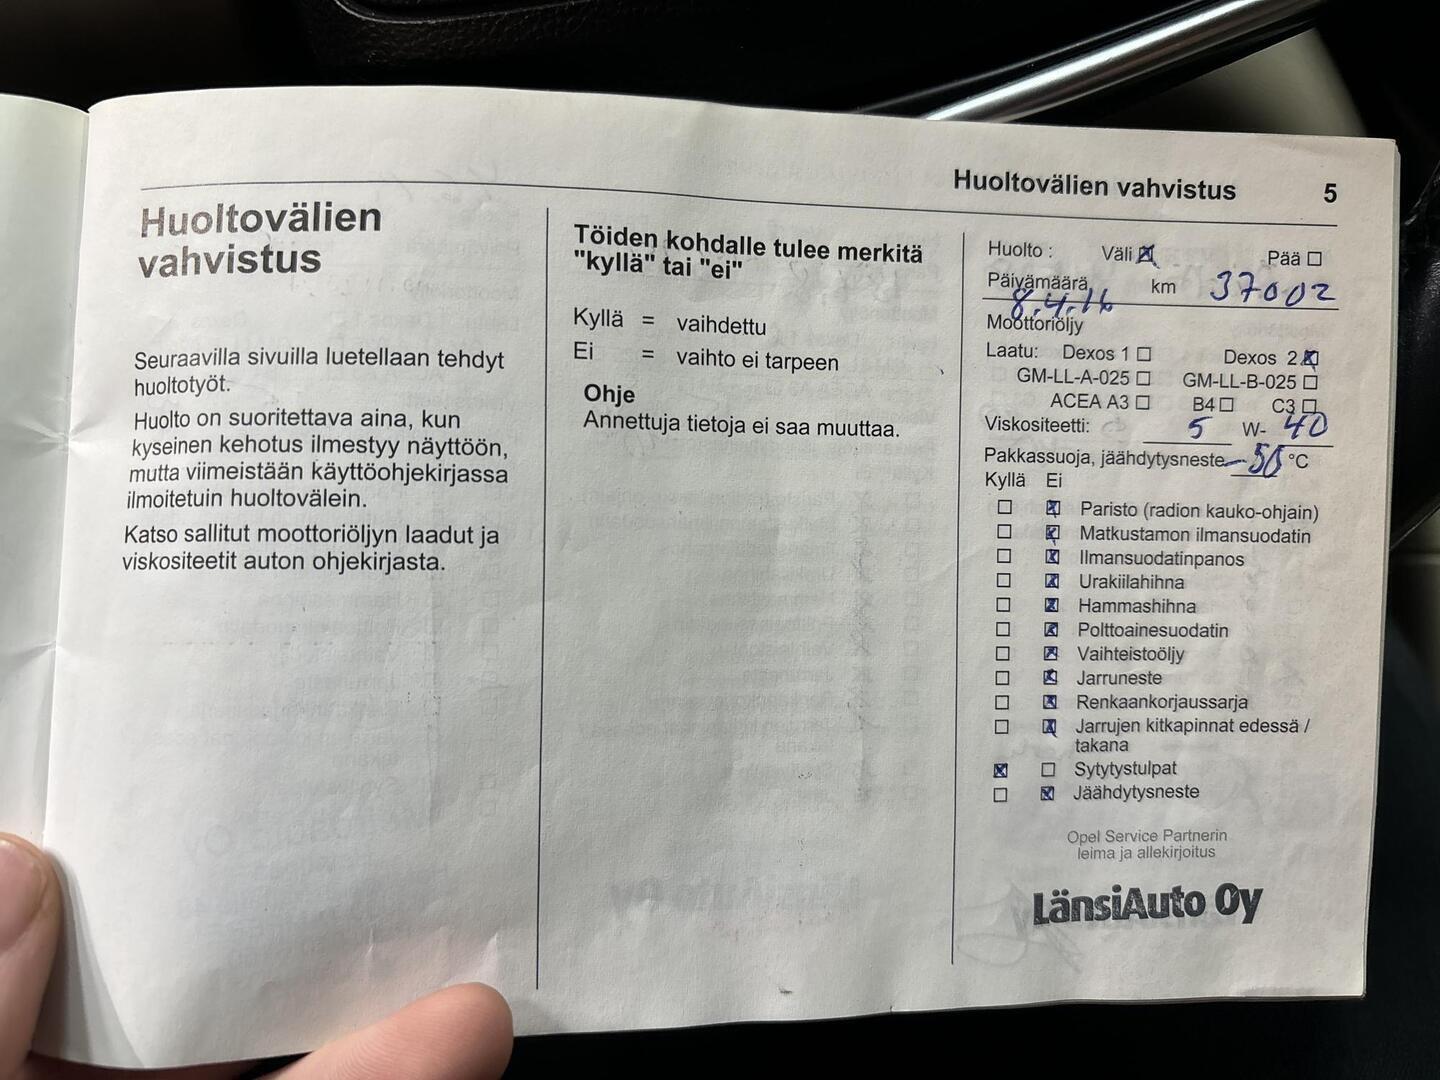 Huoltovälien vahvistus 5
Huoltovälien
vahvistus
Seuraavilla sivuilla luetellaan tehdyt
huoltotyöt.
Huolto on suoritettava aina, kun
kyseinen kehotus ilmestyy näyttöön,
mutta viimeistään käyttöohjekirjassa
ilmoitetuin huoltovälein.
Katso sallitut moottoriöljyn laadut ja
viskositeetit auton ohjekirjasta.
Töiden kohdalle tulee merkitä
"kyllä" tai "ei"
Kyllä = vaihdettu
Ei = vaihto ei tarpeen
Ohje
Annettuja tietoja ei saa muuttaa.
Huolto : Väli ☒ Pää ☐
Päivämäärä 8.4.16 km 37002
Moottoriöljy
Laatu: Dexos 1 ☐ Dexos 2 ☒
GM-LL-A-025 ☐ GM-LL-B-025 ☐
ACEA A3 ☐ B4 ☐ C3 ☐
Viskositeetti: 5 W- 40
Pakkassuoja, jäähdytysneste -50 °C
Kyllä Ei
☐ ☒ Paristo (radion kauko-ohjain)
☐ ☒ Matkustamon ilmansuodatin
☐ ☒ Ilmansuodatinpanos
☐ ☒ Urakiilahihna
☐ ☒ Hammashihna
☐ ☒ Polttoainesuodatin
☐ ☒ Vaihteistoöljy
☐ ☒ Jarruneste
☐ ☒ Renkaankorjaussarja
☐ ☒ Jarrujen kitkapinnat edessä /
takana
☒ ☐ Sytytystulpat
☐ ☒ Jäähdytysneste
Opel Service Partnerin
leima ja allekirjoitus
LänsiAuto Oy